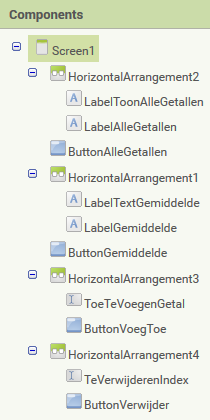 Components
Screen1
HorizontalArrangement2
A LabelToonAlleGetallen
A LabelAlleGetallen
ButtonAlleGetallen
HorizontalArrangement1
A LabelTextGemiddelde
A LabelGemiddelde
ButtonGemiddelde
HorizontalArrangement3
ToeTeVoegenGetal
ButtonVoegToe
HorizontalArrangement4
TeVerwijderenIndex
ButtonVerwijder